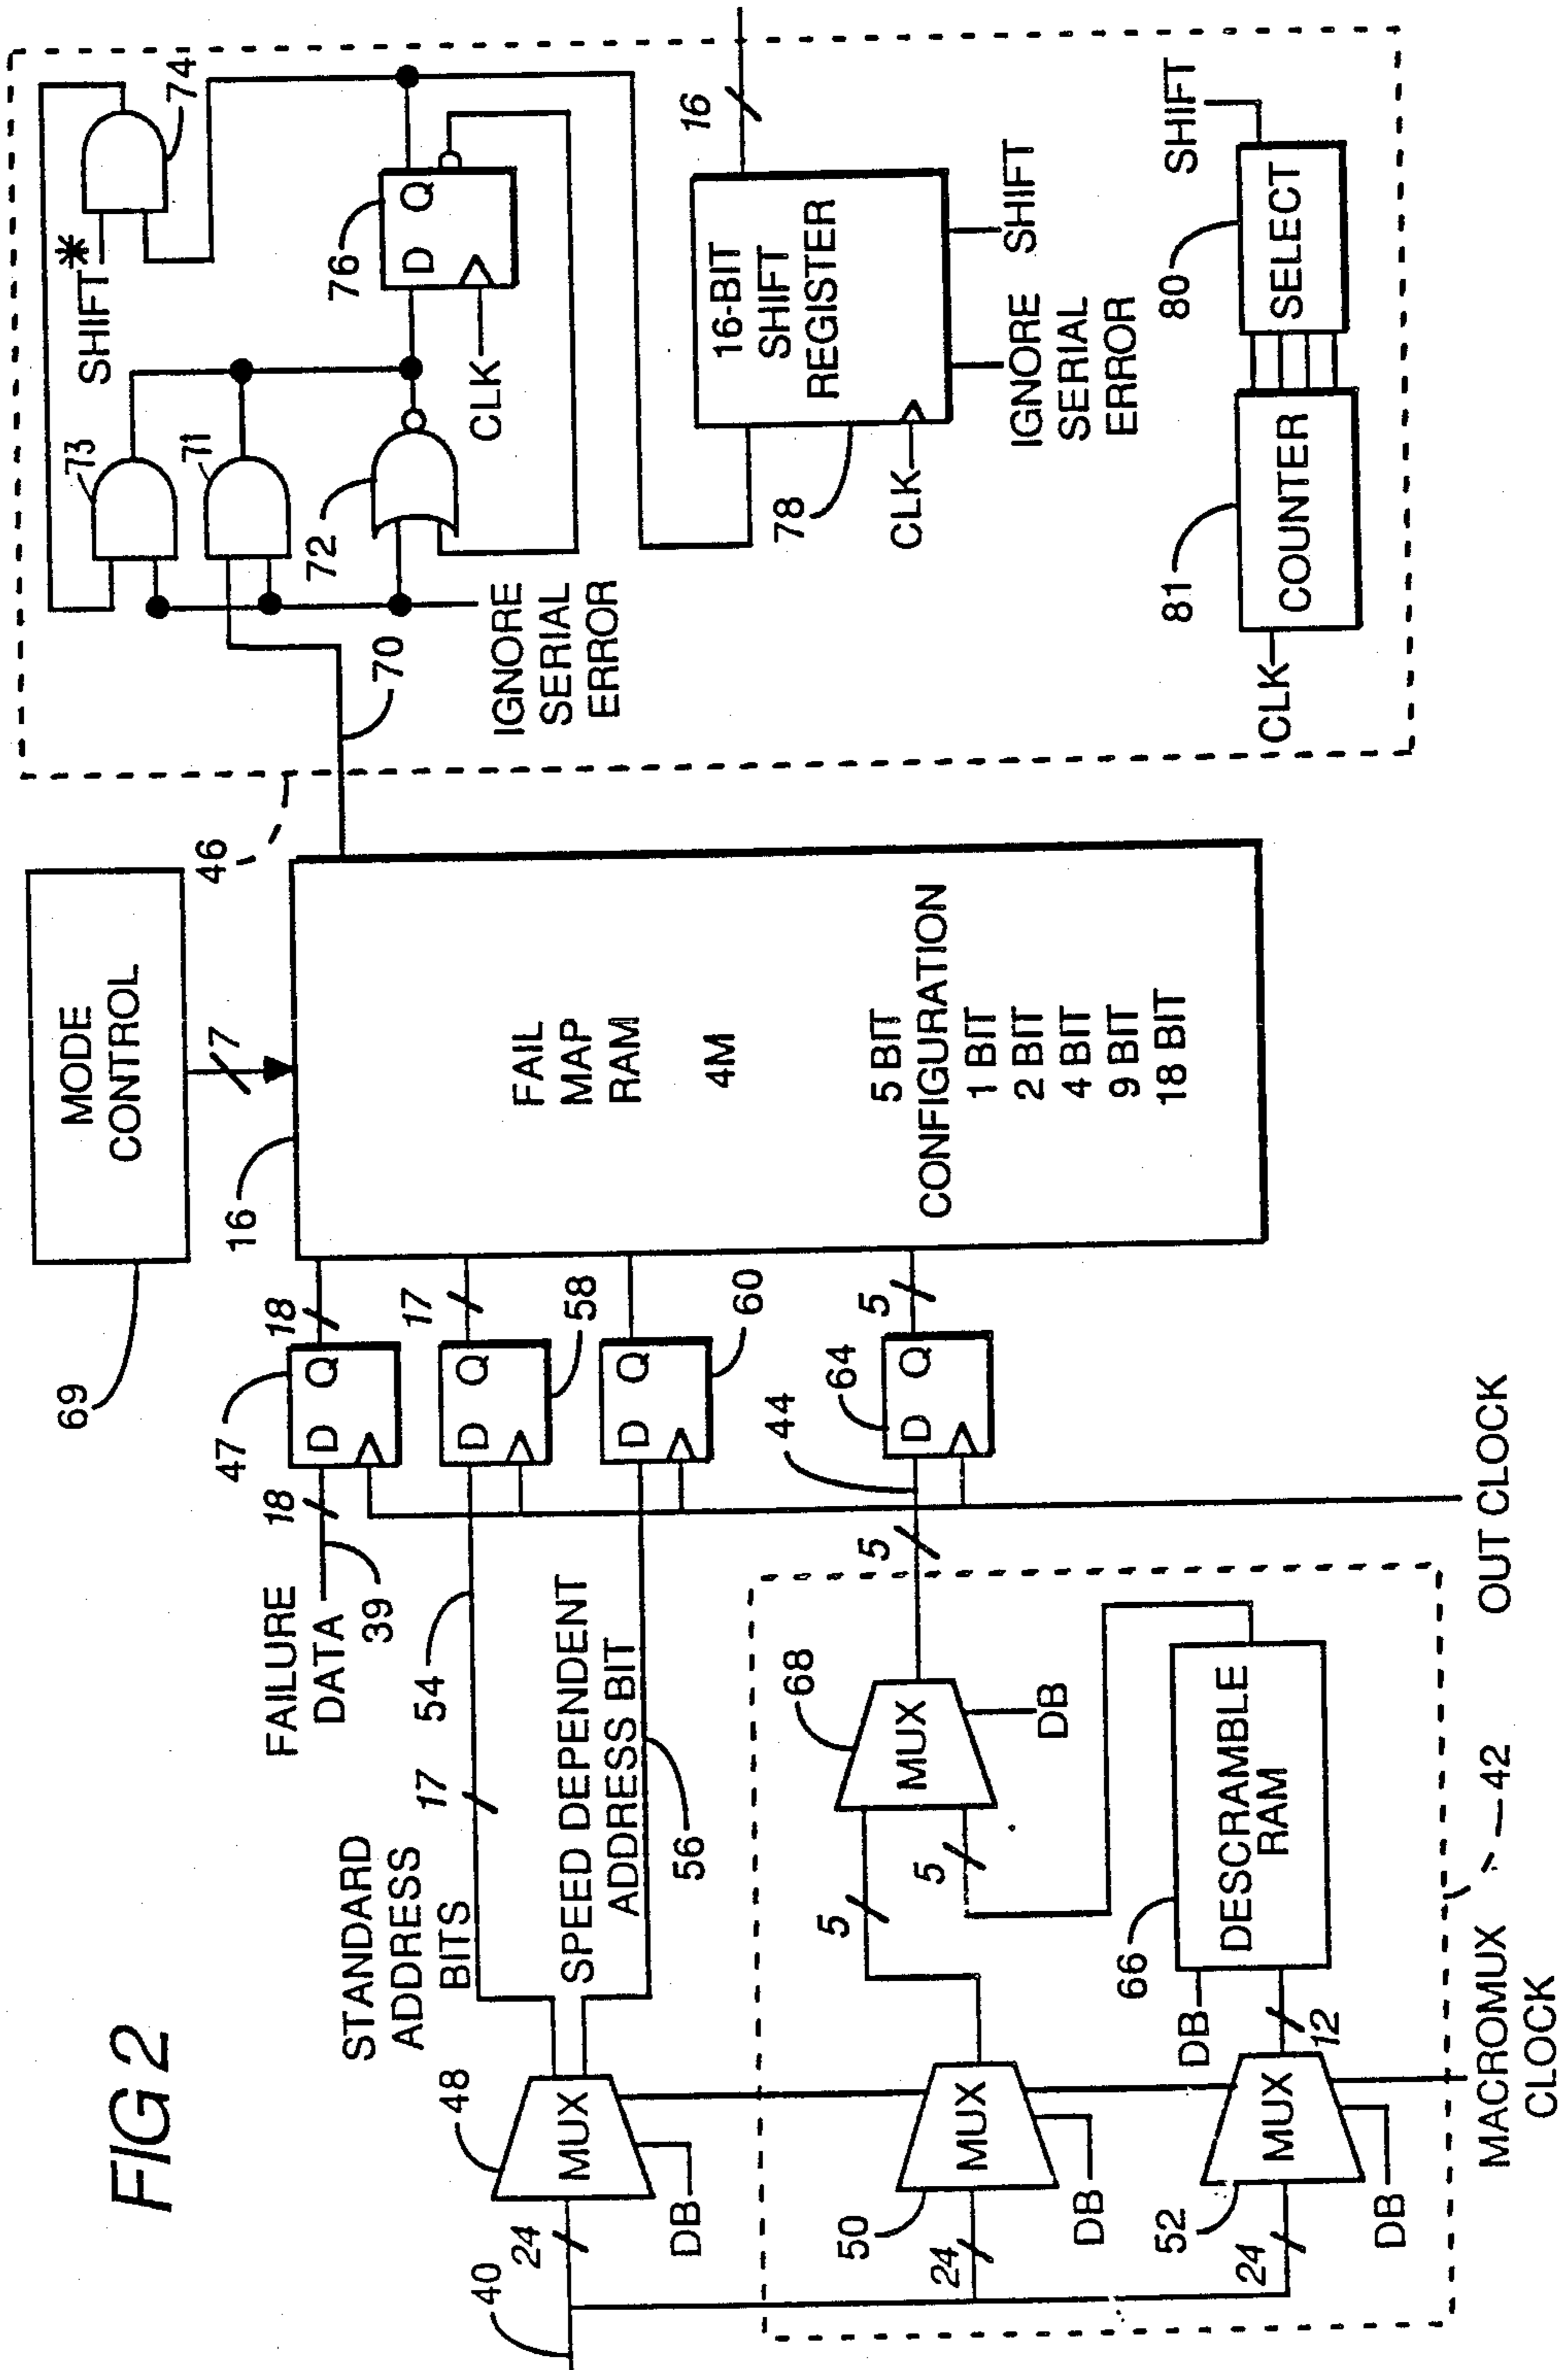 FIG 2
40
24
48
MUX
DB
STANDARD
ADDRESS
BITS
17
54
SPEED DEPENDENT
ADDRESS BIT
56
FAILURE
DATA
39
18
47
D Q
18
D Q
17
58
D Q
60
64
D Q
5
44
5
24
50
MUX
DB
24
52
MUX
DB
12
DB
66
DESCRAMBLE
RAM
5
5
68
MUX
DB
MACROMUX
CLOCK
42
OUT CLOCK
69
MODE
CONTROL
7
16
FAIL
MAP
RAM
4M
5 BIT
CONFIGURATION
1 BIT
2 BIT
4 BIT
9 BIT
18 BIT
46
70
IGNORE
SERIAL
ERROR
73
71
72
SHIFT*
74
76
D Q
CLK
16-BIT
SHIFT
REGISTER
78
CLK
IGNORE
SERIAL
ERROR
SHIFT
16
81
COUNTER
CLK
80
SELECT
SHIFT